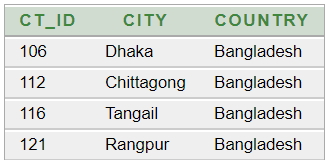 CT_ID CITY COUNTRY
106 Dhaka Bangladesh
112 Chittagong Bangladesh
116 Tangail Bangladesh
121 Rangpur Bangladesh